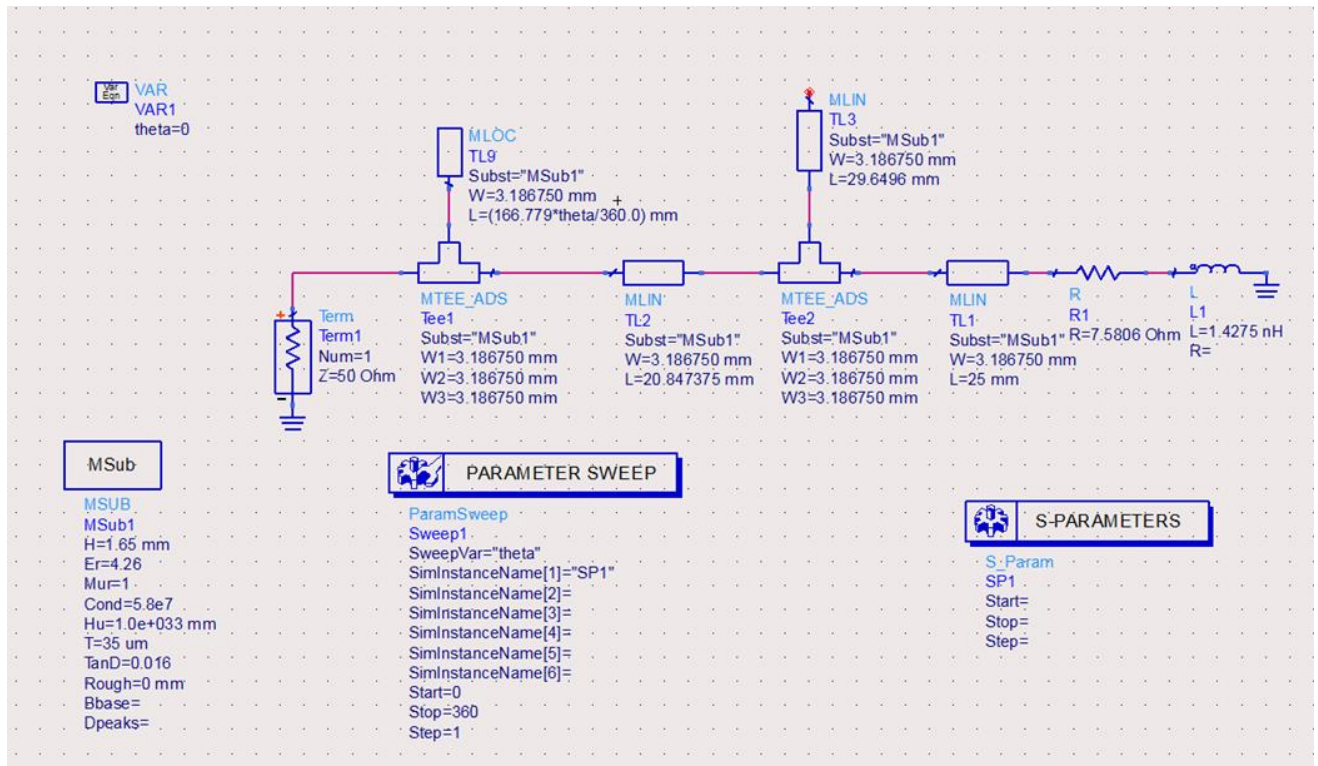 Var
Eqn
VAR
VAR1
theta=0
MLOC
TL9
Subst="MSub1"
W=3.186750 mm
L=(166.779*theta/360.0) mm
MLIN
TL3
Subst="MSub1"
W=3.186750 mm
L=29.6496 mm
Term
Term1
Num=1
Z=50 Ohm
MTEE_ADS
Tee1
Subst="MSub1"
W1=3.186750 mm
W2=3.186750 mm
W3=3.186750 mm
MLIN
TL2
Subst="MSub1"
W=3.186750 mm
L=20.847375 mm
MTEE_ADS
Tee2
Subst="MSub1"
W1=3.186750 mm
W2=3.186750 mm
W3=3.186750 mm
MLIN
TL1
Subst="MSub1"
W=3.186750 mm
L=25 mm
R
R1
R=7.5806 Ohm
L
L1
L=1.4275 nH
R=
MSub
MSUB
MSub1
H=1.65 mm
Er=4.26
Mur=1
Cond=5.8e7
Hu=1.0e+033 mm
T=35 um
TanD=0.016
Rough=0 mm
Bbase=
Dpeaks=
PARAMETER SWEEP
ParamSweep
Sweep1
SweepVar="theta"
SimInstanceName[1]="SP1"
SimInstanceName[2]=
SimInstanceName[3]=
SimInstanceName[4]=
SimInstanceName[5]=
SimInstanceName[6]=
Start=0
Stop=360
Step=1
S-PARAMETERS
S_Param
SP1
Start=
Stop=
Step=